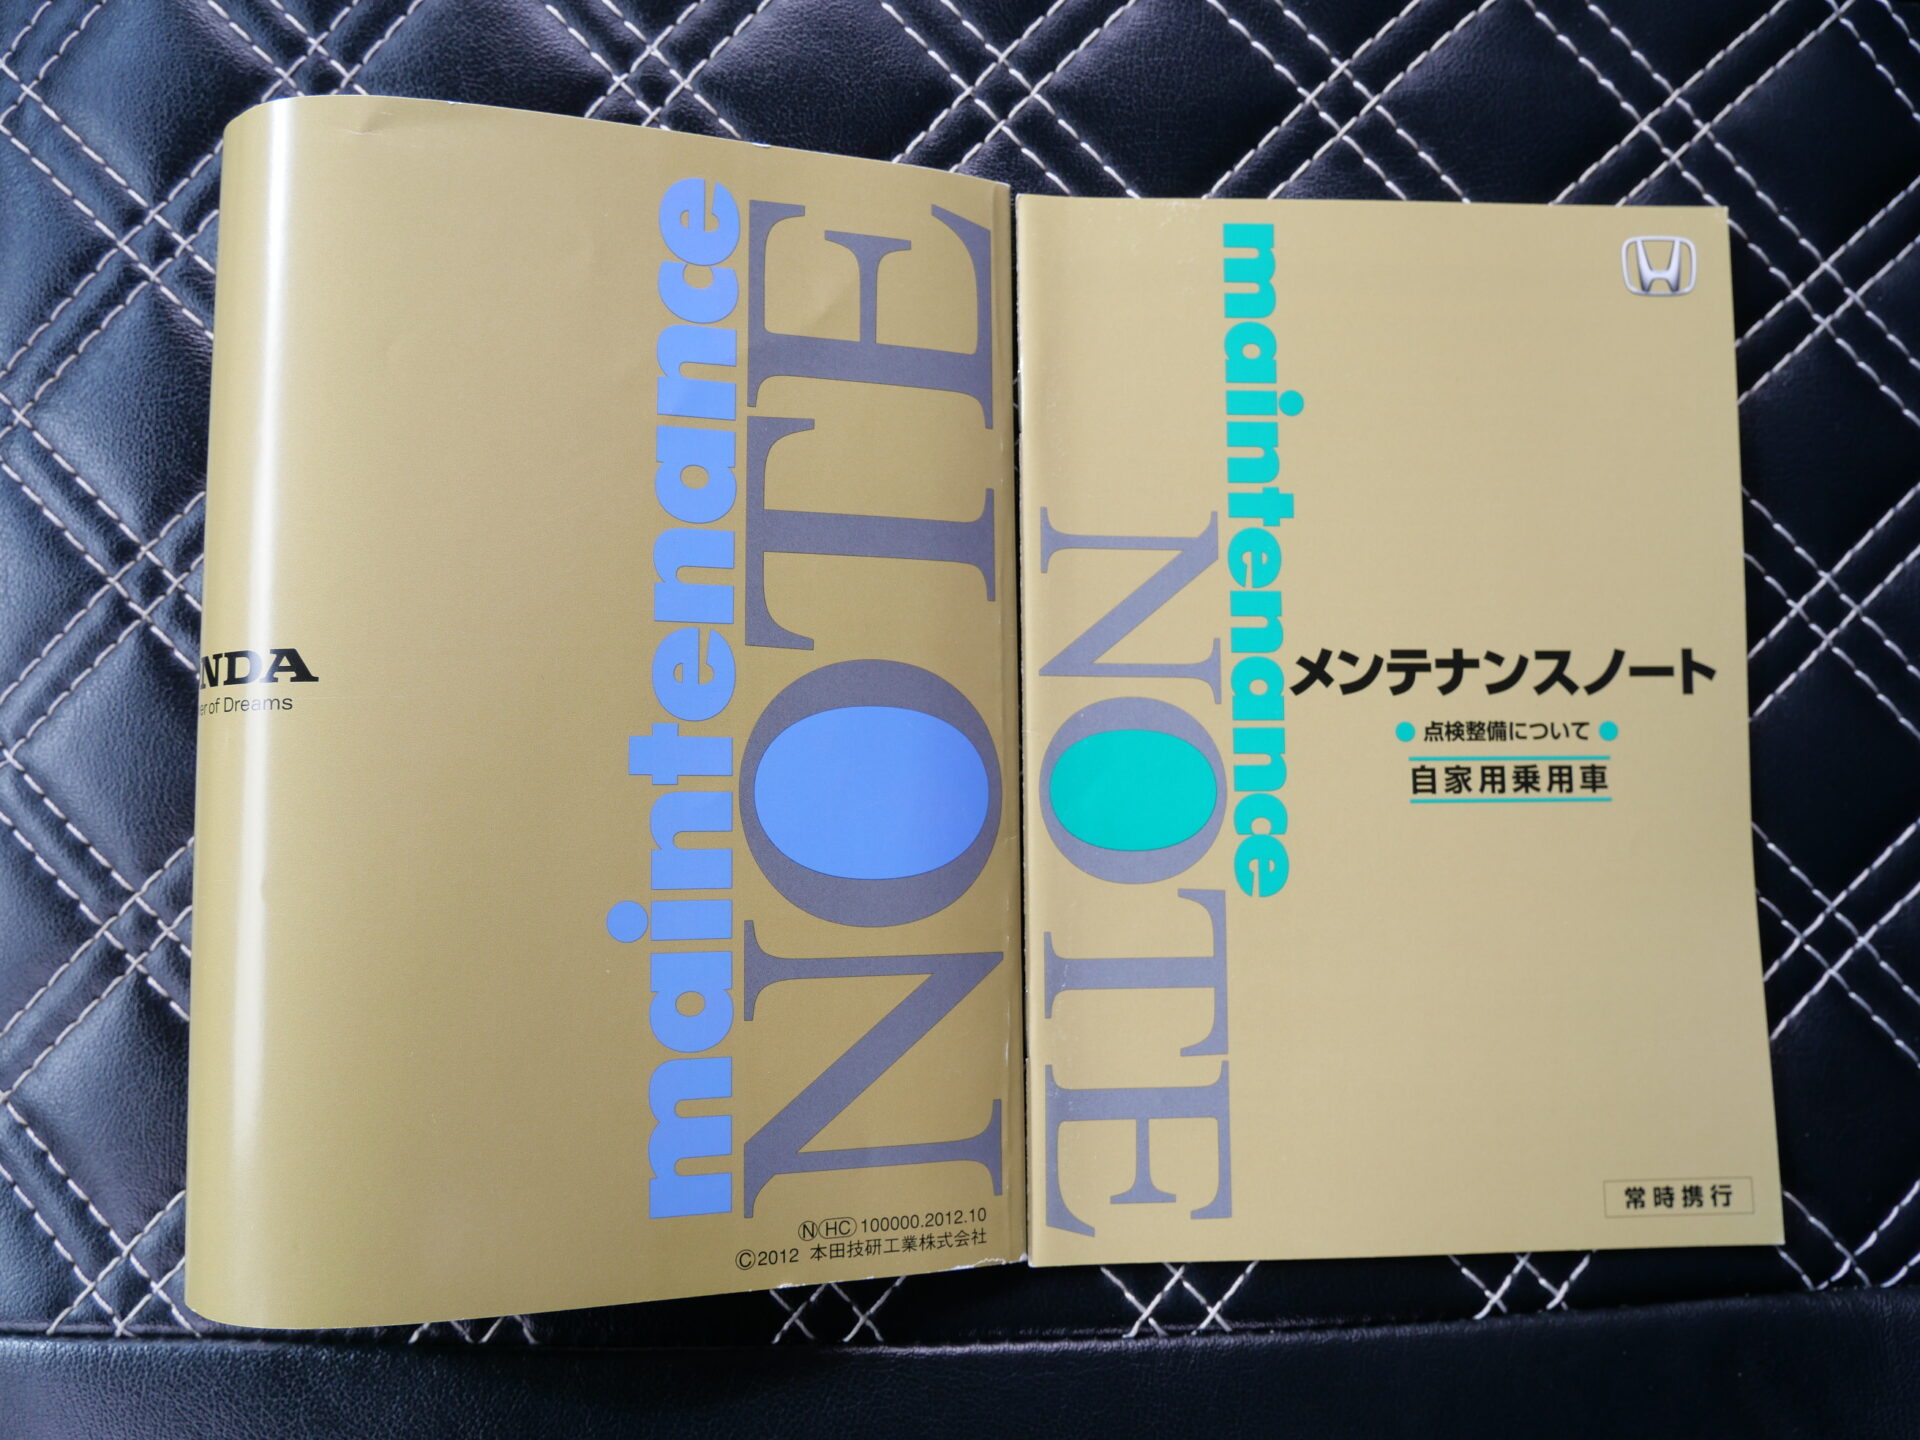 NDA
er of Dreams
maintenance
NOTE
N HC 100000.2012.10
©2012 本田技研工業株式会社
maintenance
NOTE
メンテナンスノート
● 点検整備について ●
自家用乗用車
常時携行